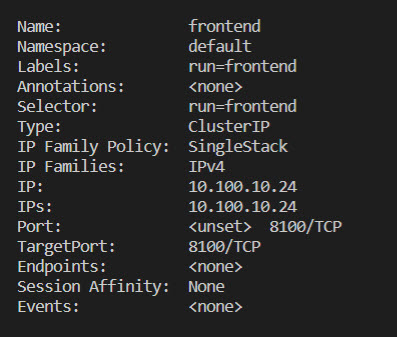 Name:              frontend
Namespace:         default
Labels:            run=frontend
Annotations:       <none>
Selector:          run=frontend
Type:              ClusterIP
IP Family Policy:  SingleStack
IP Families:       IPv4
IP:                10.100.10.24
IPs:               10.100.10.24
Port:              <unset>  8100/TCP
TargetPort:        8100/TCP
Endpoints:         <none>
Session Affinity:  None
Events:            <none>